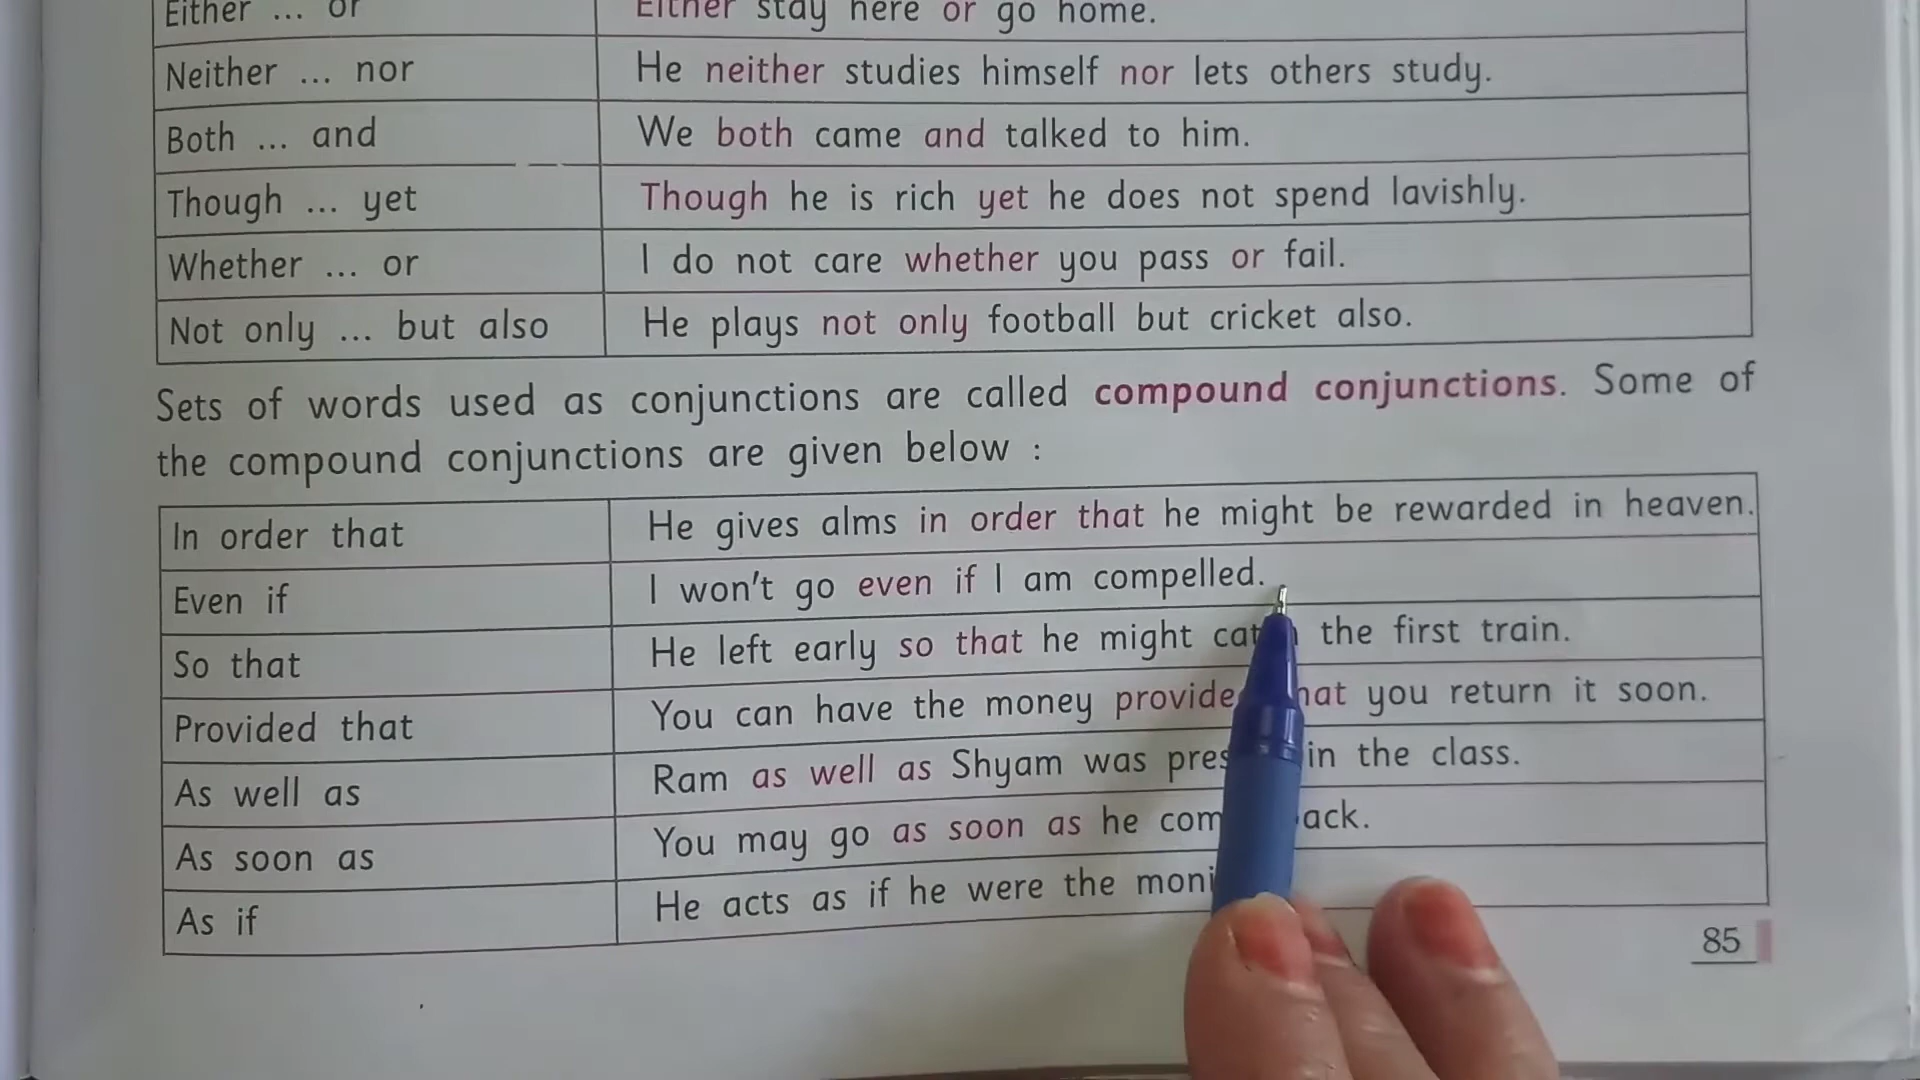 Either ... or Either stay here or go home.
Neither ... nor He neither studies himself nor lets others study.
Both ... and We both came and talked to him.
Though ... yet Though he is rich yet he does not spend lavishly.
Whether ... or I do not care whether you pass or fail.
Not only ... but also He plays not only football but cricket also.
Sets of words used as conjunctions are called compound conjunctions. Some of
the compound conjunctions are given below :
In order that He gives alms in order that he might be rewarded in heaven.
Even if I won't go even if I am compelled.
So that He left early so that he might the first train.
Provided that You can have the money you return it soon.
As well as Ram as well as Shyam was in the class.
As soon as You may go as soon as he
As if He acts as if he were the
85